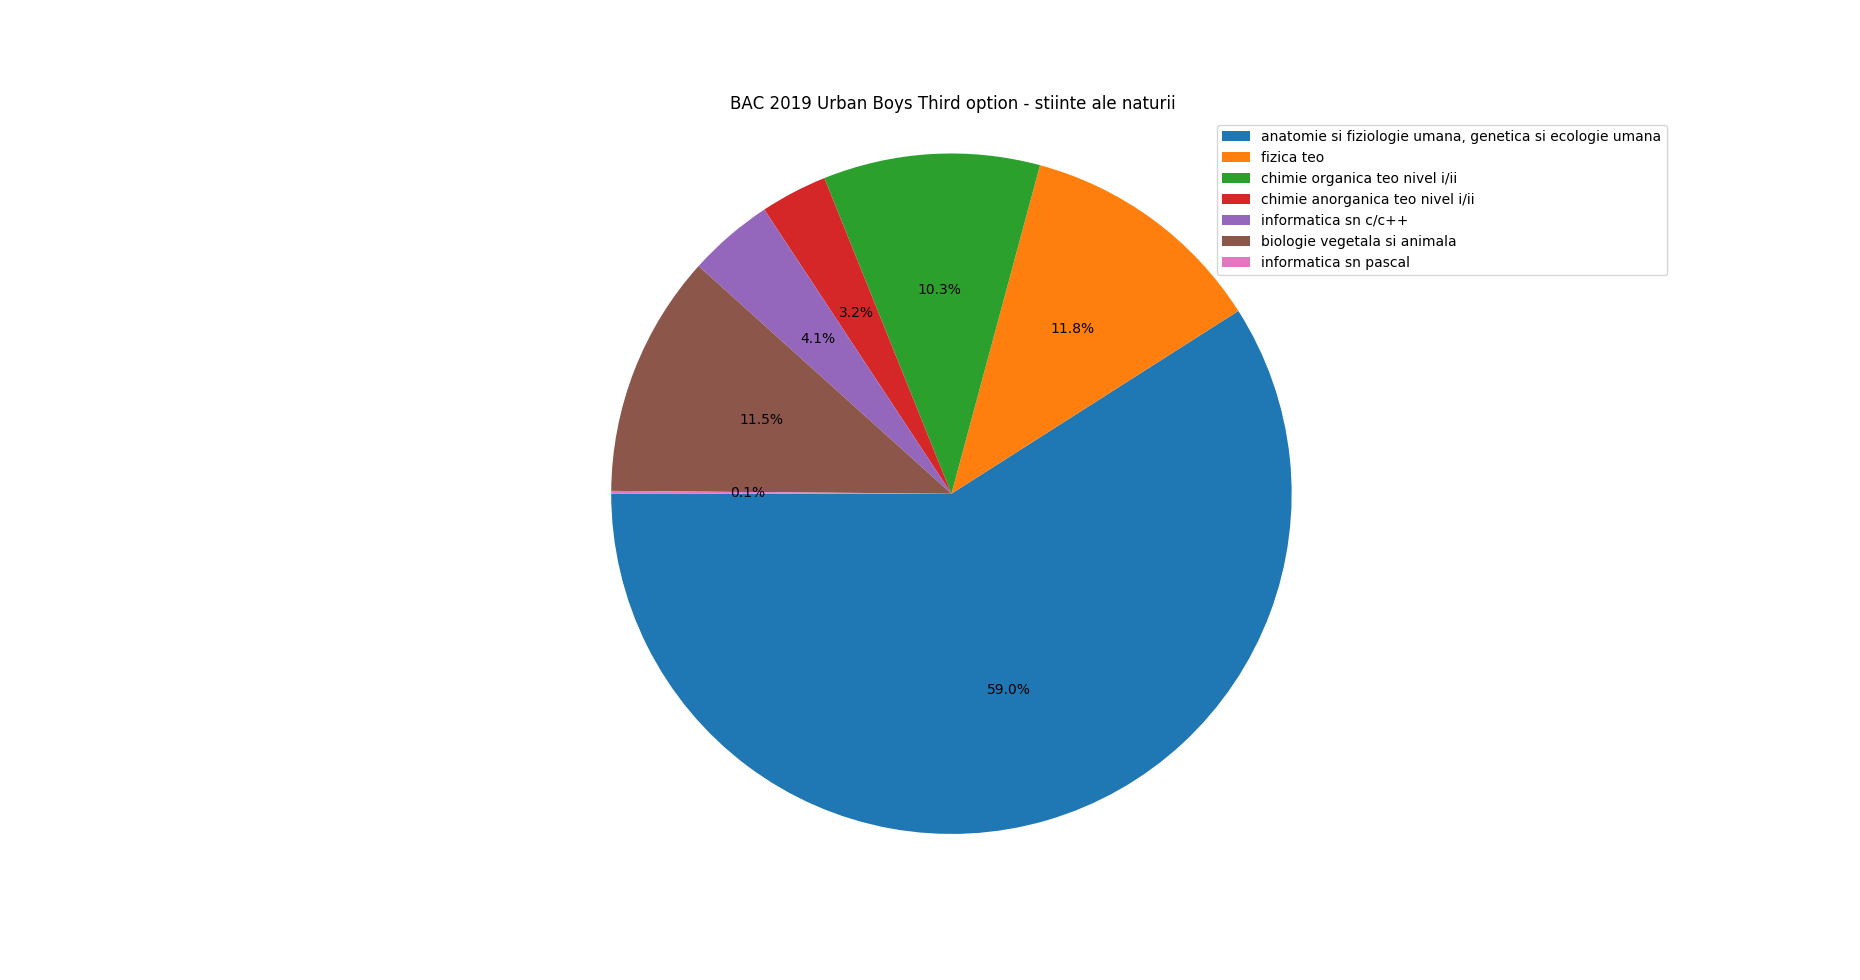 BAC 2019 Urban Boys Third option - stiinte ale naturii
anatomie si fiziologie umana, genetica si ecologie umana
fizica teo
chimie organica teo nivel i/ii
chimie anorganica teo nivel i/ii
informatica sn c/c++
biologie vegetala si animala
informatica sn pascal
10.3%
3.2%
11.8%
4.1%
11.5%
0.1%
59.0%